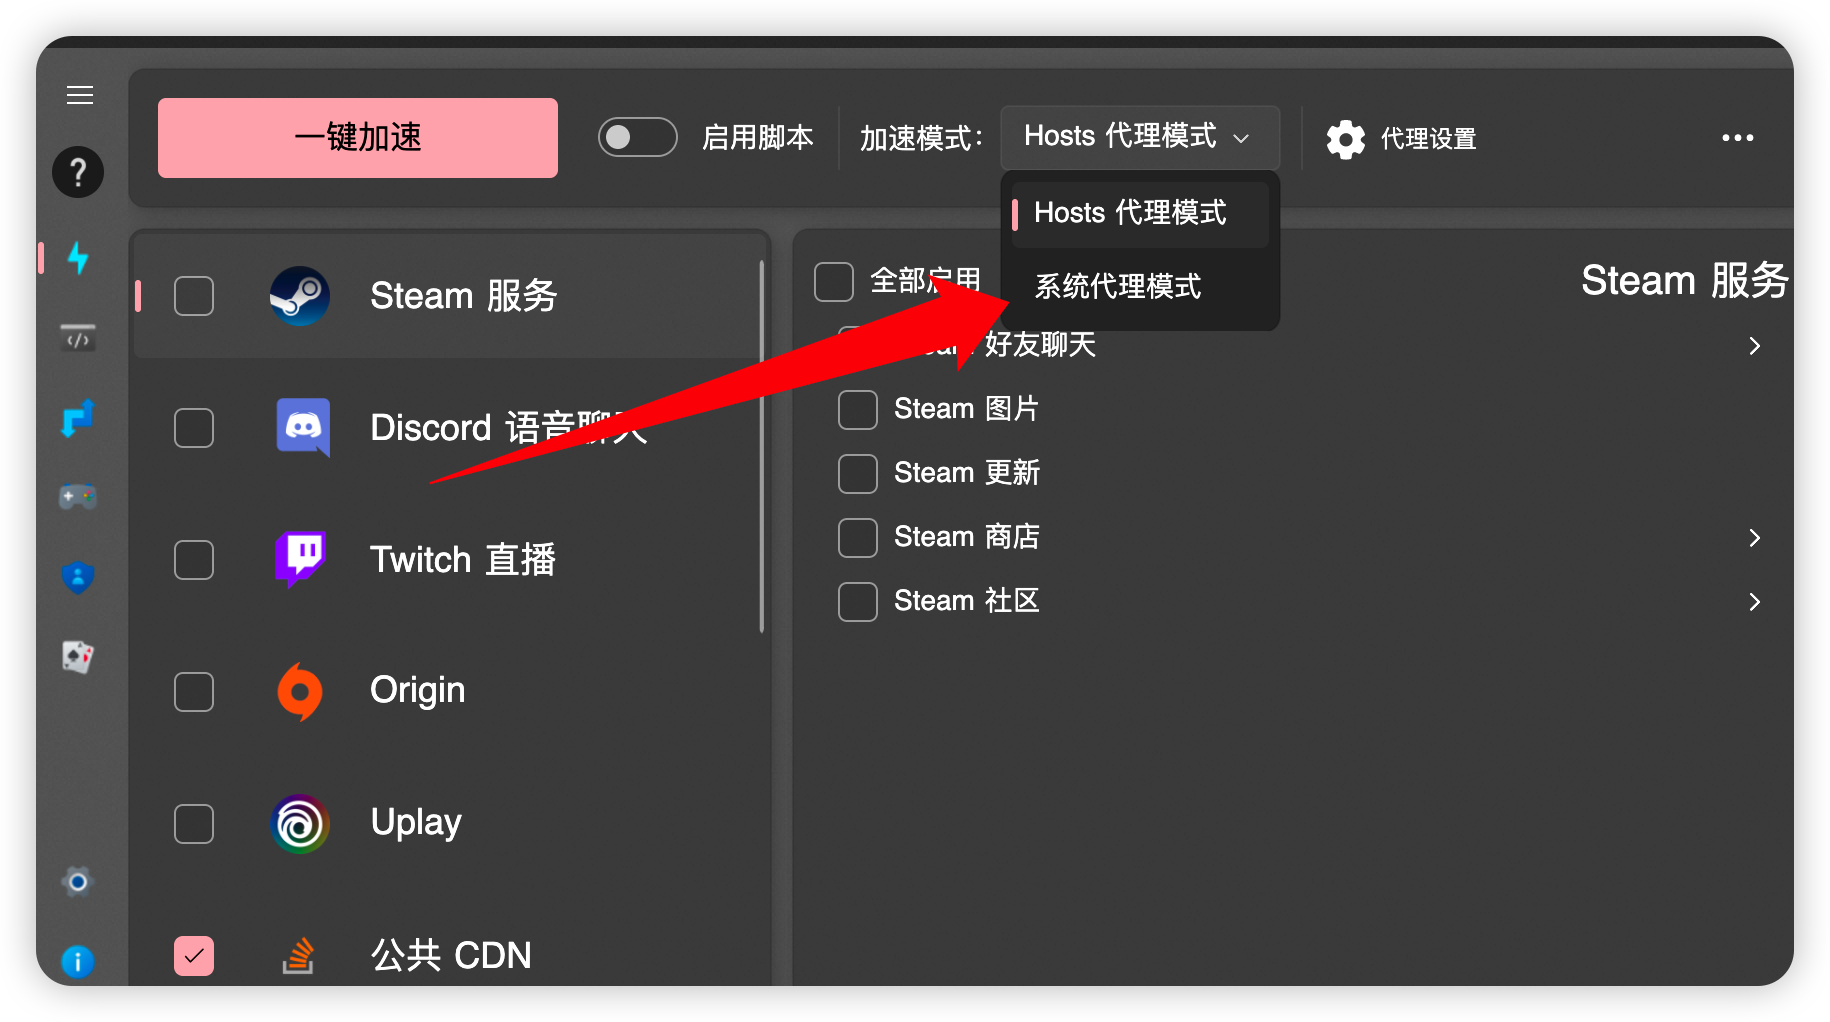 一键加速
启用脚本
加速模式：
Hosts 代理模式
代理设置
Hosts 代理模式
系统代理模式
Steam 服务
Discord 语音聊天
Twitch 直播
Origin
Uplay
公共 CDN
全部启用
Steam 服务
Steam 好友聊天
Steam 图片
Steam 更新
Steam 商店
Steam 社区